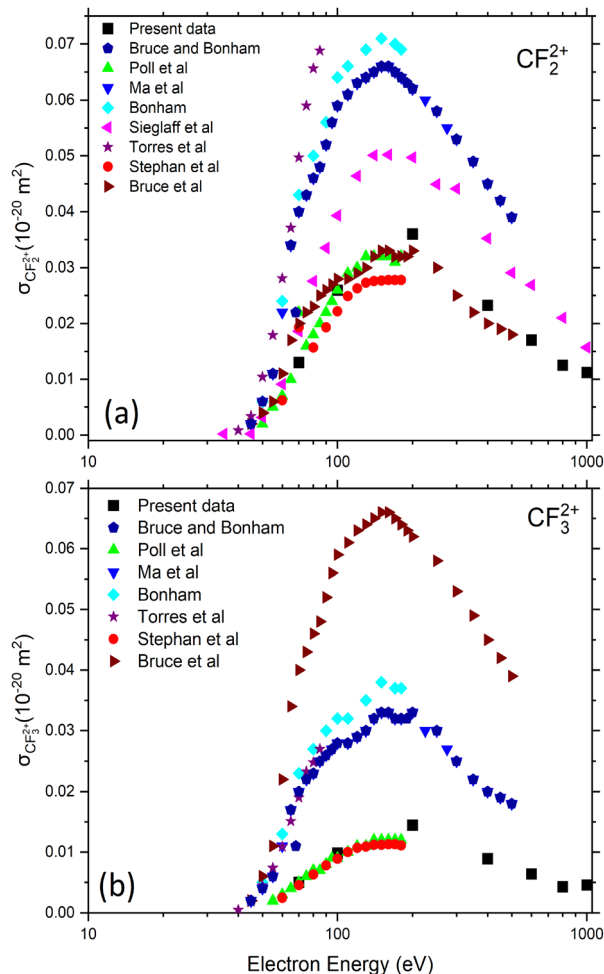 0.07
0.06
0.05
0.04
0.03
0.02
0.01
0.00
σCF₂²⁺(10⁻²⁰ m²)
Present data
Bruce and Bonham
Poll et al
Ma et al
Bonham
Sieglaff et al
Torres et al
Stephan et al
Bruce et al
CF₂²⁺
(a)
10
100
1000
0.07
0.06
0.05
0.04
0.03
0.02
0.01
0.00
σCF₃²⁺(10⁻²⁰ m²)
Present data
Bruce and Bonham
Poll et al
Ma et al
Bonham
Torres et al
Stephan et al
Bruce et al
CF₃²⁺
(b)
10
100
1000
Electron Energy (eV)